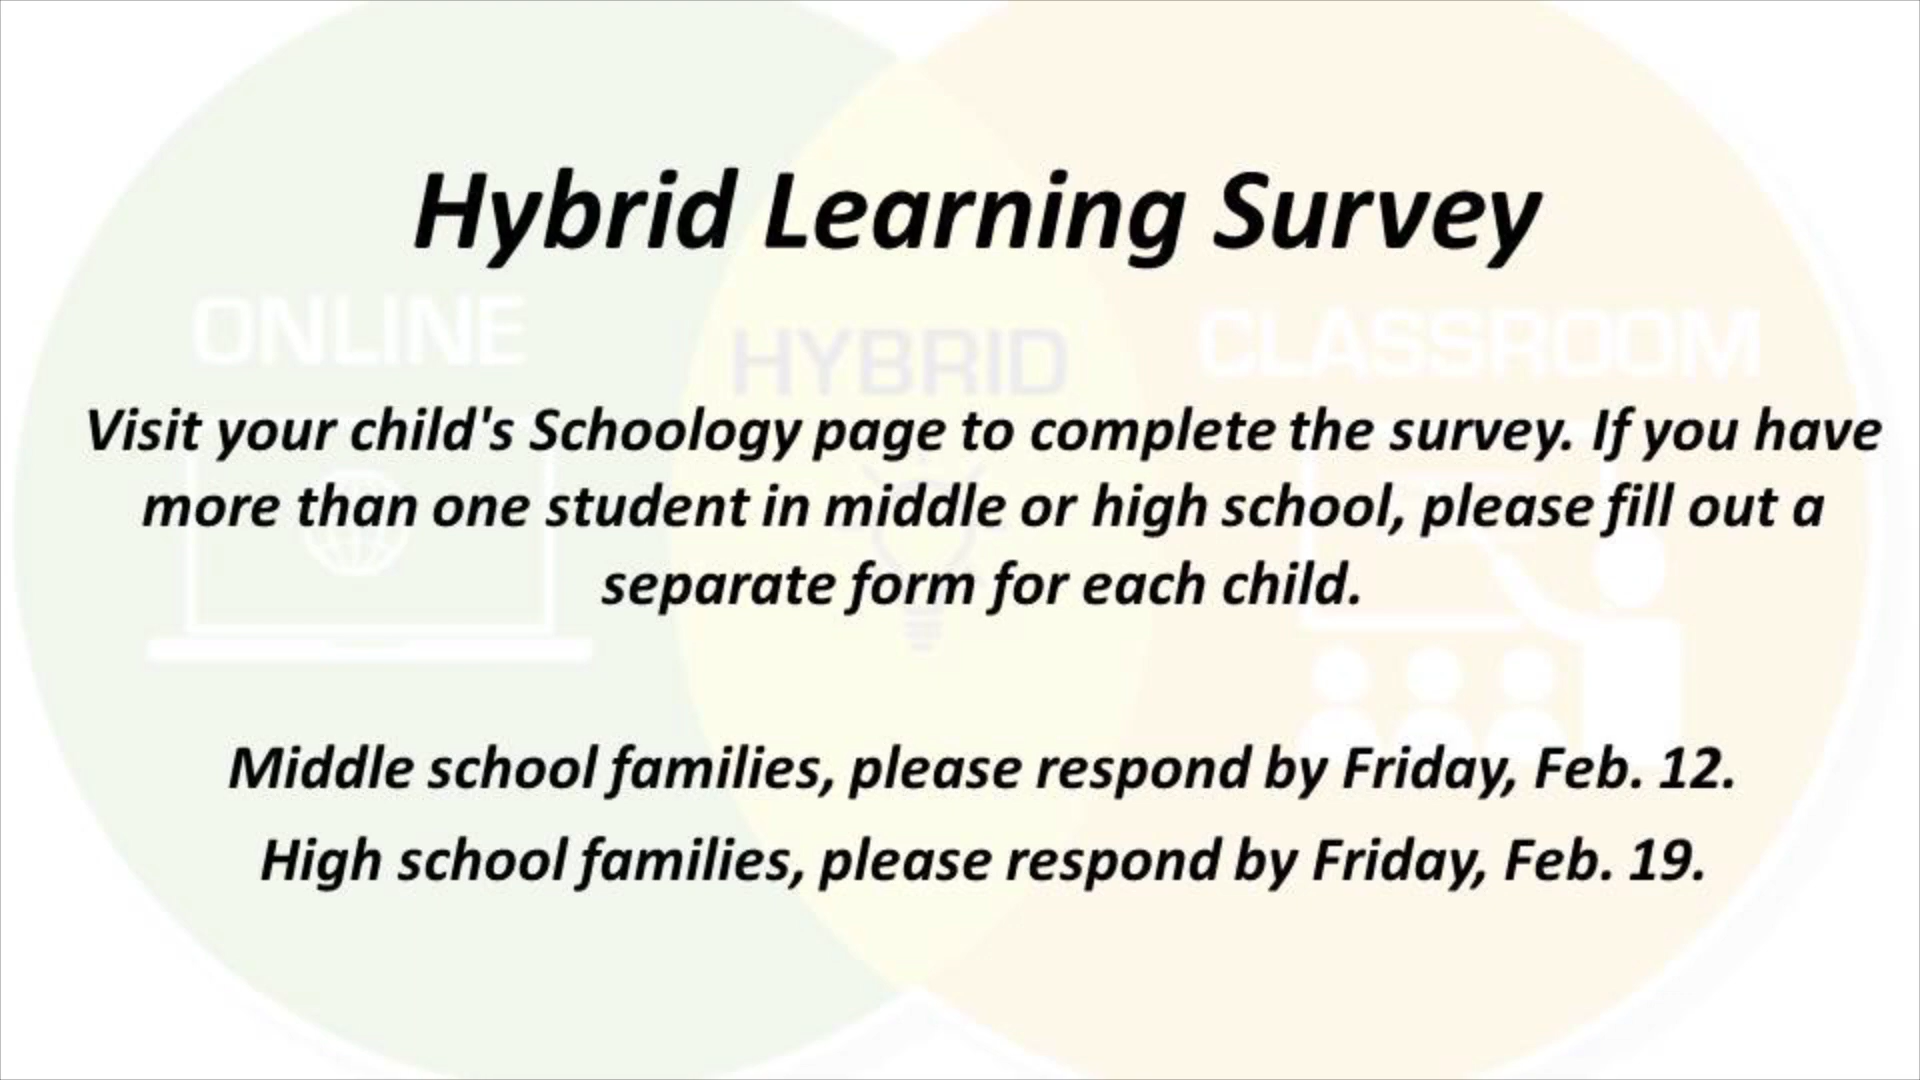 Hybrid Learning Survey
ONLINE
HYBRID
CLASSROOM
Visit your child's Schoology page to complete the survey. If you have
more than one student in middle or high school, please fill out a
separate form for each child.
Middle school families, please respond by Friday, Feb. 12.
High school families, please respond by Friday, Feb. 19.